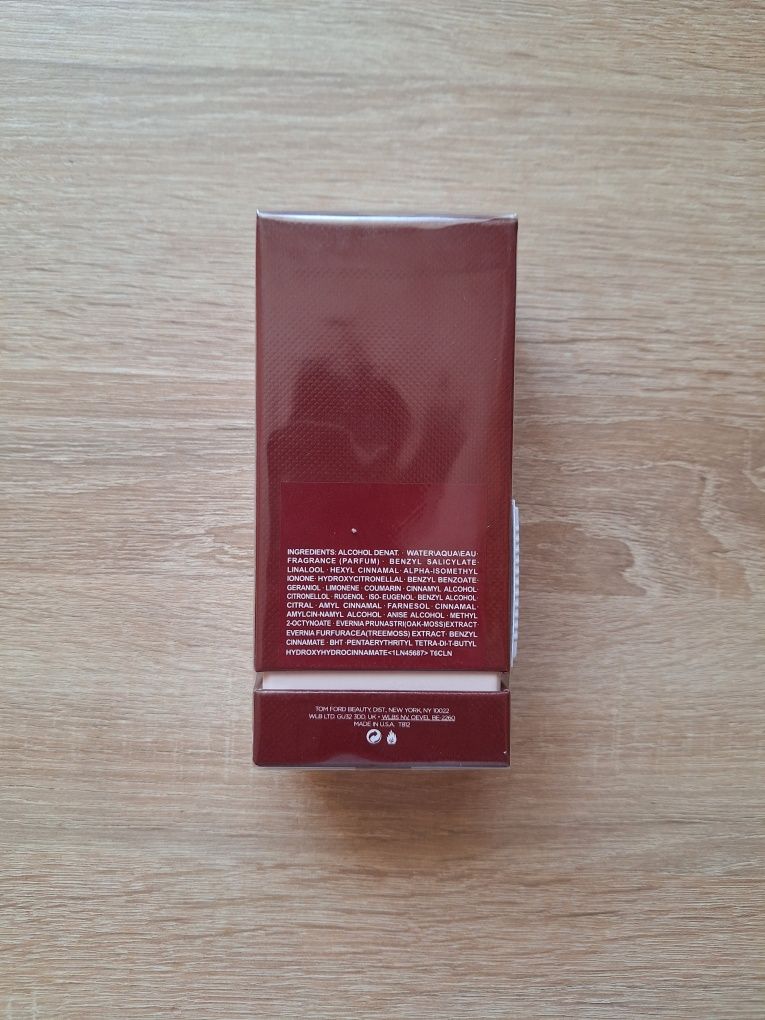 INGREDIENTS: ALCOHOL DENAT. · WATER\AQUA\EAU·
FRAGRANCE (PARFUM) · BENZYL SALICYLATE·
LINALOOL · HEXYL CINNAMAL · ALPHA-ISOMETHYL
IONONE · HYDROXYCITRONELLAL · BENZYL BENZOATE·
GERANIOL · LIMONENE · COUMARIN · CINNAMYL ALCOHOL
CITRONELLOL · RUGENOL · ISO-EUGENOL · BENZYL ALCOHOL
CITRAL · AMYL CINNAMAL · FARNESOL · CINNAMAL·
AMYLCIN-NAMYL ALCOHOL · ANISE ALCOHOL · METHYL
2-OCTYNOATE · EVERNIA PRUNASTRI(OAK-MOSS)EXTRACT
EVERNIA FURFURACEA(TREEMOSS) EXTRACT · BENZYL
CINNAMATE · BHT ·PENTAERYTHRITYL TETRA-DI-T-BUTYL
HYDROXYHYDROCINNAMATE<1LN45687> T6CLN
TOM FORD BEAUTY, DIST., NEW YORK, NY 10022
WLB LTD. GU32 3DD, UK • WLBS NV, OEVEL BE-2260
MADE IN U.S.A. T812